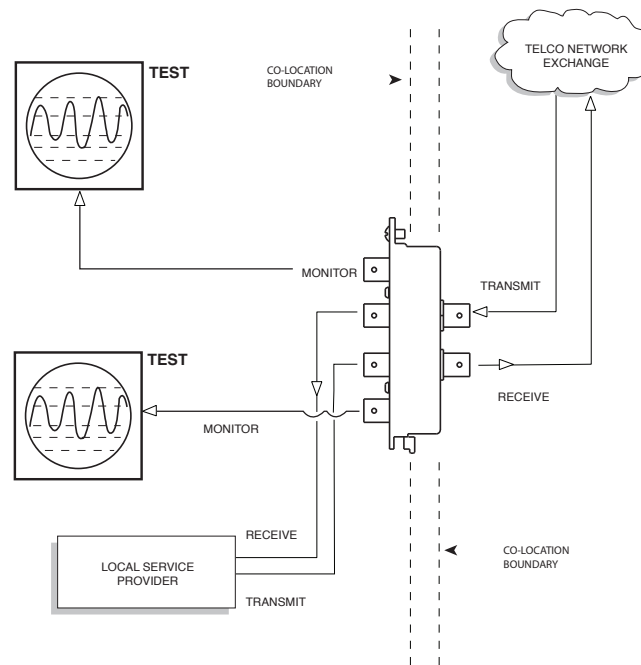 TELCO NETWORK
EXCHANGE
TEST
CO-LOCATION
BOUNDARY
MONITOR
TRANSMIT
TEST
RECEIVE
MONITOR
RECEIVE
LOCAL SERVICE
PROVIDER
TRANSMIT
CO-LOCATION
BOUNDARY